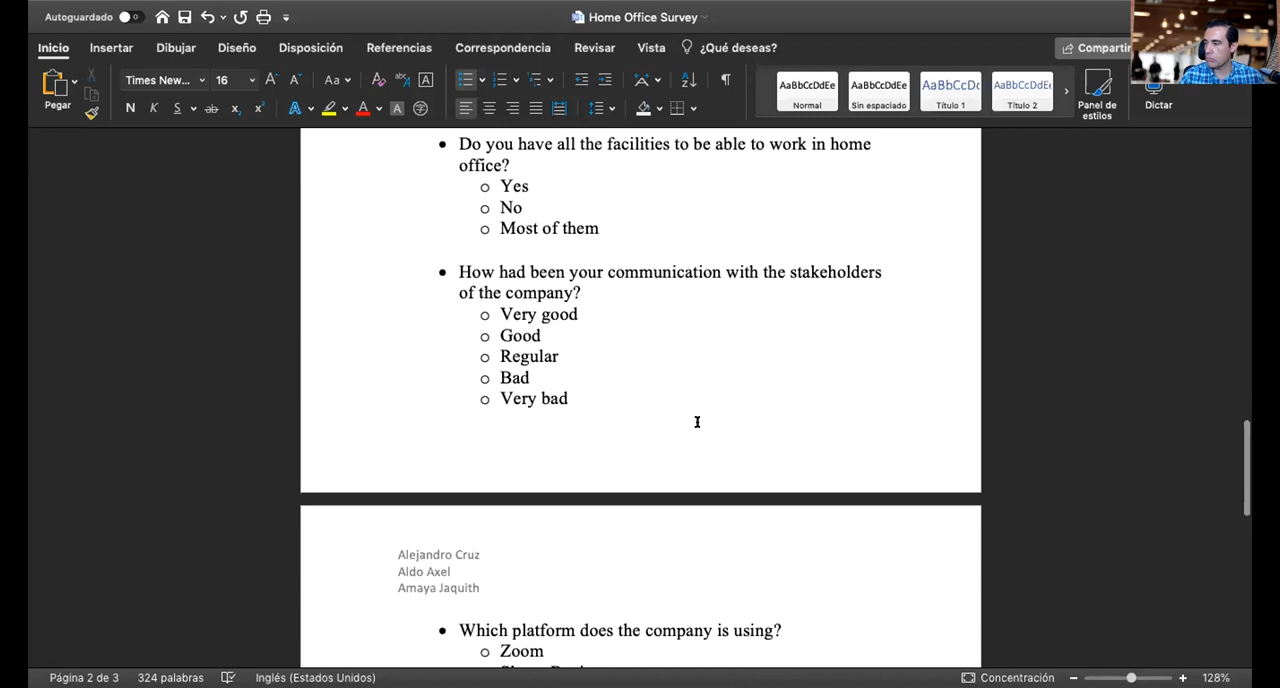 Autoguardado
Home Office Survey
Inicio Insertar Dibujar Diseño Disposición Referencias Correspondencia Revisar Vista ¿Qué deseas? Compartir
Pegar
Times New... 16
N K S ab x₂ x²
AaBbCcDdEe AaBbCcDdEe AaBbCcDc AaBbCcDdEe
Normal Sin espaciado Título 1 Título 2
Panel de estilos
Dictar
• Do you have all the facilities to be able to work in home
office?
o Yes
o No
o Most of them
• How had been your communication with the stakeholders
of the company?
o Very good
o Good
o Regular
o Bad
o Very bad
Alejandro Cruz
Aldo Axel
Amaya Jaquith
• Which platform does the company is using?
o Zoom
Página 2 de 3 324 palabras Inglés (Estados Unidos) Concentración 128%